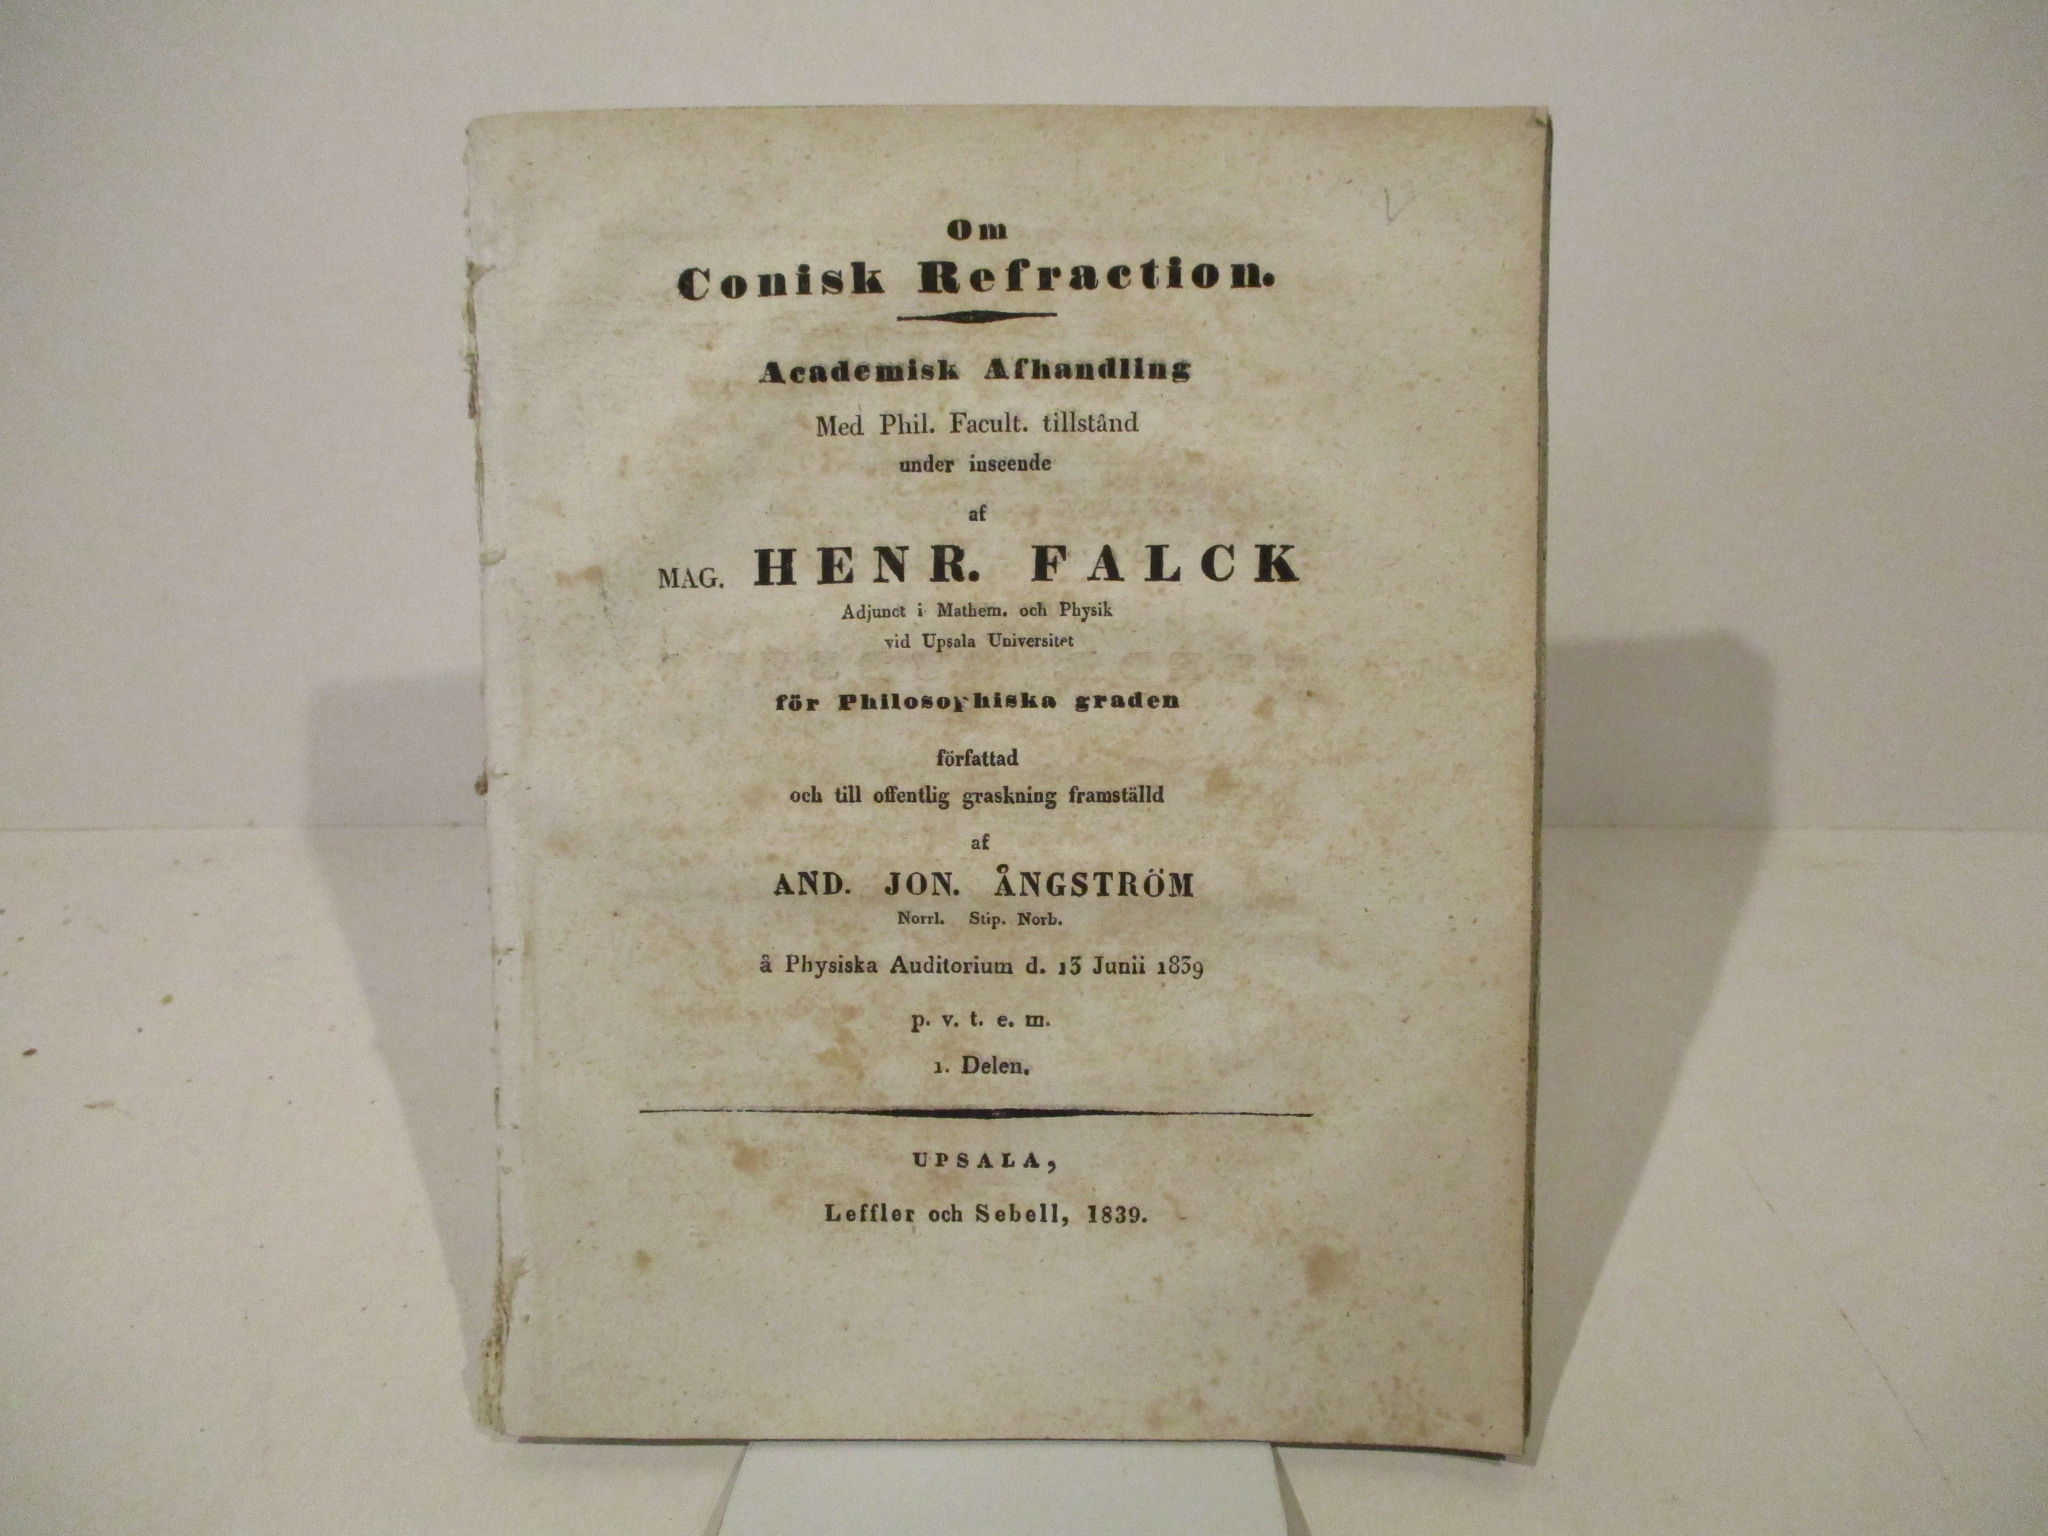 Om
Conisk Refraction.
Academisk Afhandling
Med Phil. Facult. tillstånd
under inseende
af
MAG. HENR. FALCK
Adjunct i Mathem. och Physik
vid Upsala Universitet
för Philosophiska graden
författad
och till offentlig graskning framställd
af
AND. JON. ÅNGSTRÖM
Norrl. Stip. Norb.
å Physiska Auditorium d. 13 Junii 1839
p. v. t. e. m.
1. Delen.
UPSALA,
Leffler och Sebell, 1839.